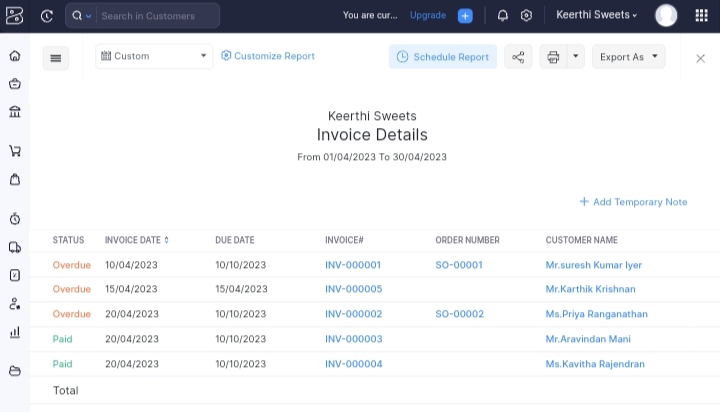 Search in Customers You are cur... Upgrade Keerthi Sweets
Custom Customize Report Schedule Report Export As
Keerthi Sweets
Invoice Details
From 01/04/2023 To 30/04/2023
Add Temporary Note
STATUS INVOICE DATE DUE DATE INVOICE# ORDER NUMBER CUSTOMER NAME
Overdue 10/04/2023 10/10/2023 INV-000001 SO-00001 Mr.suresh Kumar Iyer
Overdue 15/04/2023 15/04/2023 INV-000005 Mr.Karthik Krishnan
Overdue 20/04/2023 10/10/2023 INV-000002 SO-00002 Ms.Priya Ranganathan
Paid 20/04/2023 10/10/2023 INV-000003 Mr.Aravindan Mani
Paid 20/04/2023 10/10/2023 INV-000004 Ms.Kavitha Rajendran
Total